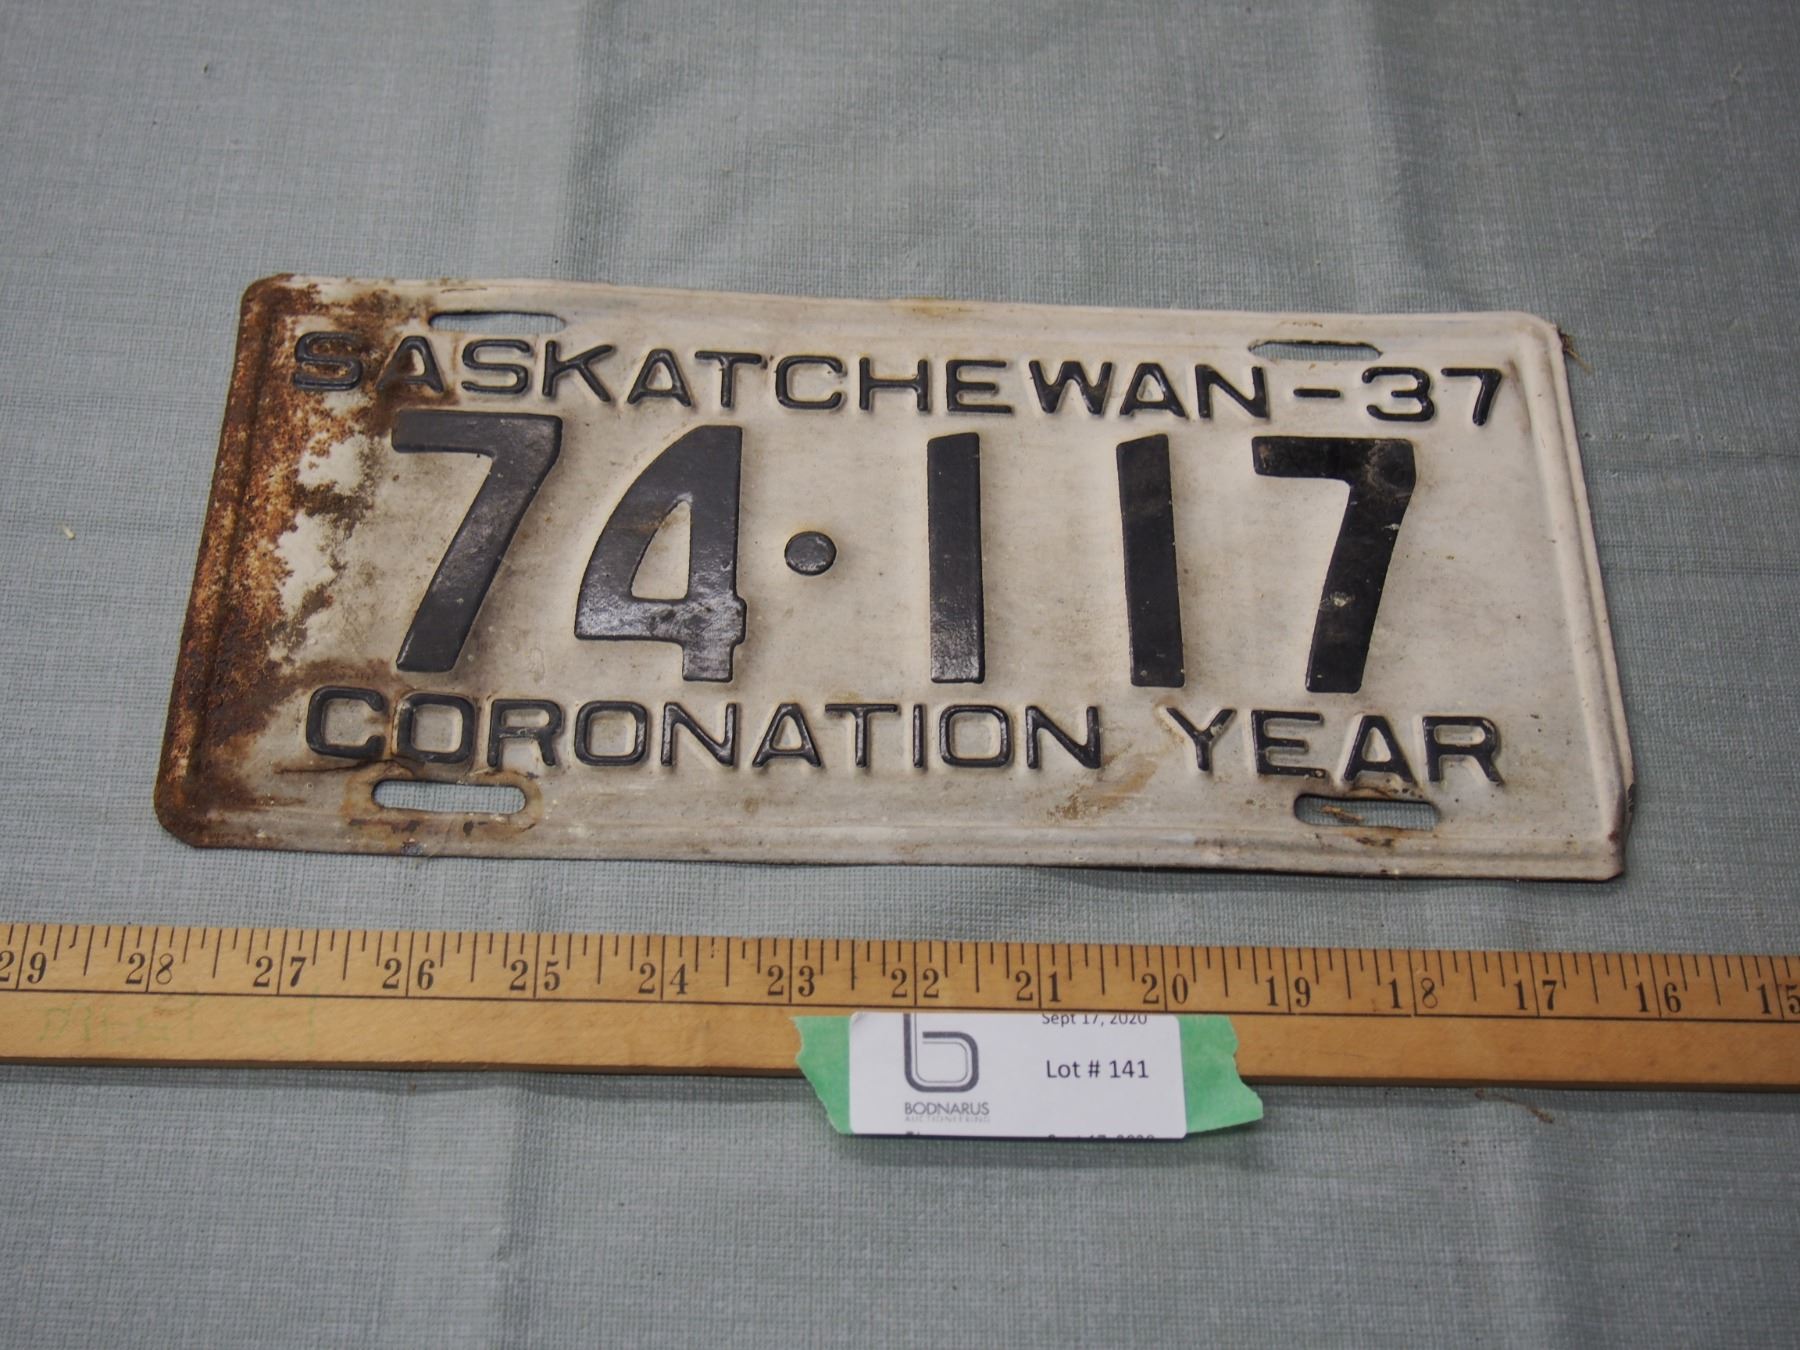 SASKATCHEWAN-37
74·117
CORONATION YEAR
29 28 27 26 25 24 23 22 21 20 19 18 17 16 15
Sept 17, 2020
Lot # 141
BODNARUS
AUCTIONEERING